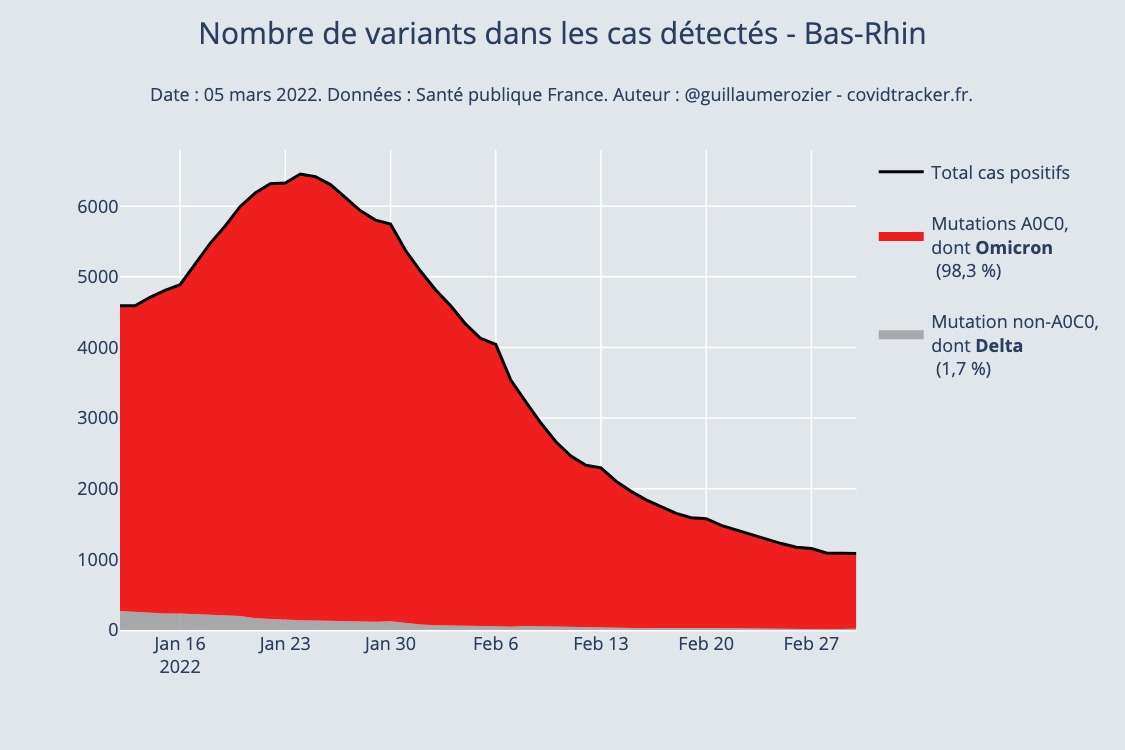 Nombre de variants dans les cas détectés - Bas-Rhin
Date : 05 mars 2022. Données : Santé publique France. Auteur : @guillaumerozier - covidtracker.fr.
Total cas positifs
Mutations A0C0,
dont Omicron
(98,3 %)
Mutation non-A0C0,
dont Delta
(1,7 %)
6000
5000
4000
3000
2000
1000
0
Jan 16 Jan 23 Jan 30 Feb 6 Feb 13 Feb 20 Feb 27
2022